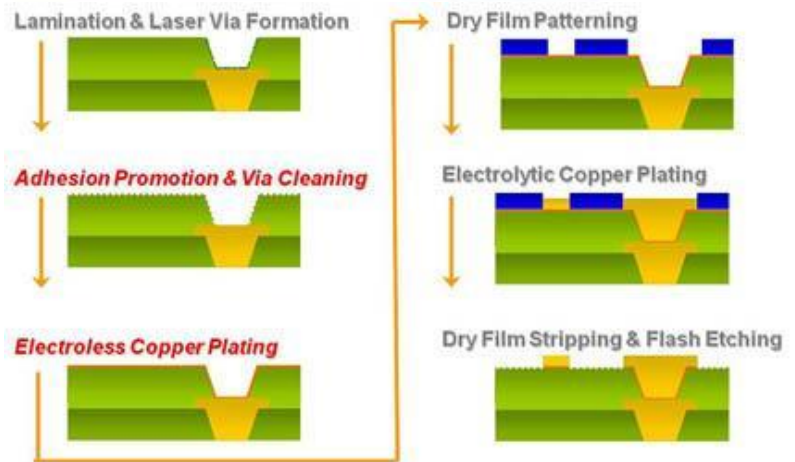 Lamination & Laser Via Formation
Adhesion Promotion & Via Cleaning
Electroless Copper Plating
Dry Film Patterning
Electrolytic Copper Plating
Dry Film Stripping & Flash Etching